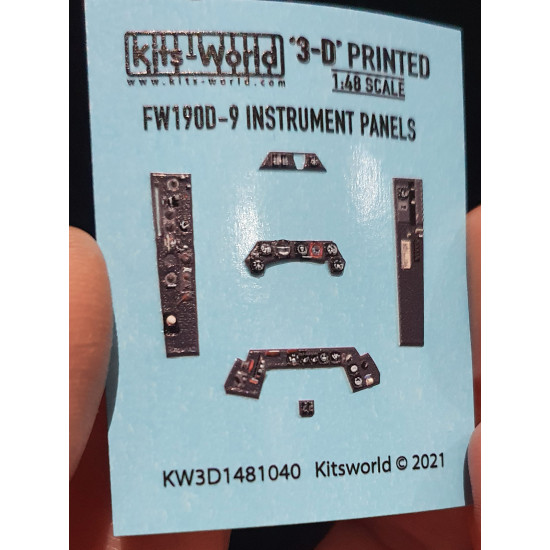 Kits-World
www.kits-world.com
'3-D' PRINTED
1:48 SCALE
FW190D-9 INSTRUMENT PANELS
KW3D1481040 Kitsworld © 2021